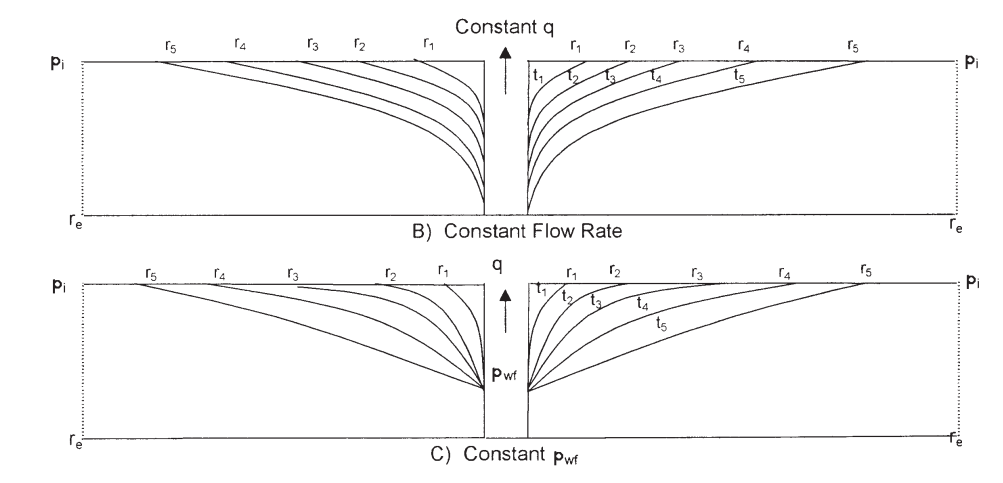 Constant q
r5 r4 r3 r2 r1 r1 r2 r3 r4 r5
pi pi
t1 t2 t3 t4 t5
re re
B) Constant Flow Rate
q
r5 r4 r3 r2 r1 r1 r2 r3 r4 r5
pi pi
t1 t2 t3 t4
t5
pwf
re re
C) Constant pwf